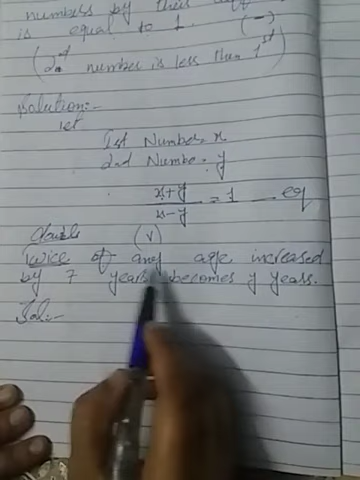 numbers by their
is equal to 1. (-)
(2nd number is less than 1st)
Solution:-
let
1st Number = x
2nd Number = y
x+y
x-y
= 1 — eq
double (v)
Twice of any age increased
by 7 years becomes y years.
Sol:-